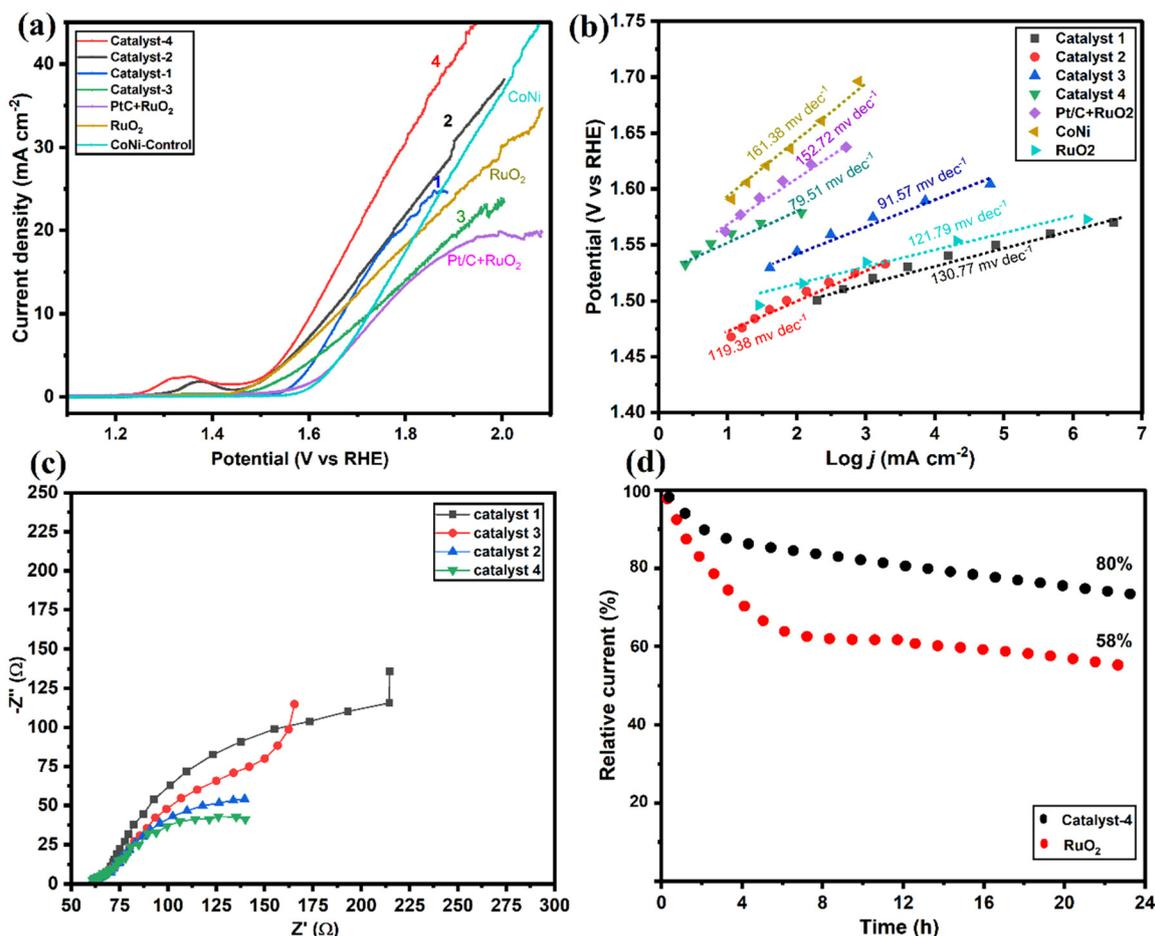 (a)
Current density (mA cm⁻²)
40
30
20
10
0
1.2 1.4 1.6 1.8 2.0
Potential (V vs RHE)
Catalyst-4
Catalyst-2
Catalyst-1
Catalyst-3
PtC+RuO₂
RuO₂
CoNi-Control
4
2
CoNi
RuO₂
1
3
Pt/C+RuO₂
(b)
Potential (V vs RHE)
1.75
1.70
1.65
1.60
1.55
1.50
1.45
1.40
0 1 2 3 4 5 6 7
Log j (mA cm⁻²)
Catalyst 1
Catalyst 2
Catalyst 3
Catalyst 4
Pt/C+RuO2
CoNi
RuO2
161.38 mv dec⁻¹
152.72 mv dec⁻¹
79.51 mv dec⁻¹
91.57 mv dec⁻¹
121.79 mv dec⁻¹
130.77 mv dec⁻¹
119.38 mv dec⁻¹
(c)
-Z'' (Ω)
250
225
200
175
150
125
100
75
50
25
0
50 75 100 125 150 175 200 225 250 275 300
Z' (Ω)
catalyst 1
catalyst 3
catalyst 2
catalyst 4
(d)
Relative current (%)
100
80
60
40
20
0 4 8 12 16 20 24
Time (h)
80%
58%
Catalyst-4
RuO₂